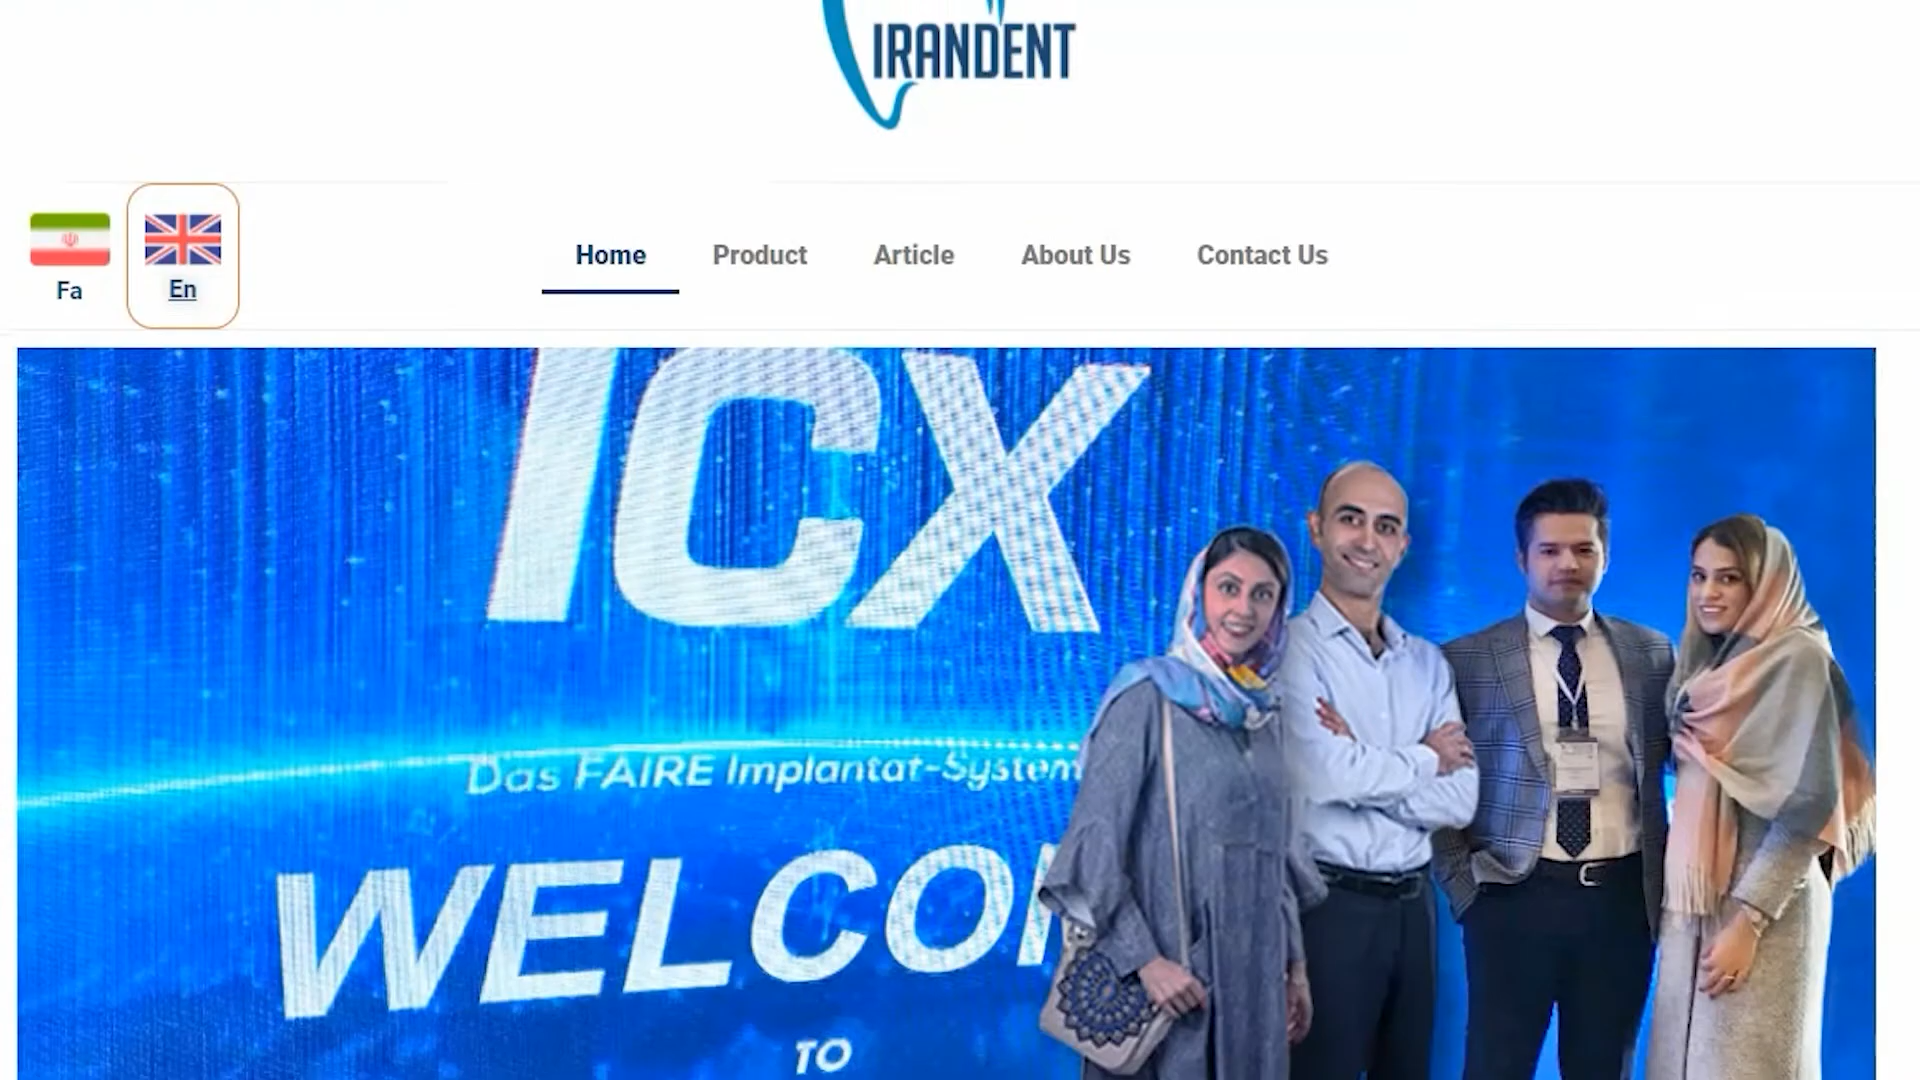 IRANDENT
Fa
En
Home
Product
Article
About Us
Contact Us
ICX
Das FAIRE Implantat-System
WELCO
TO